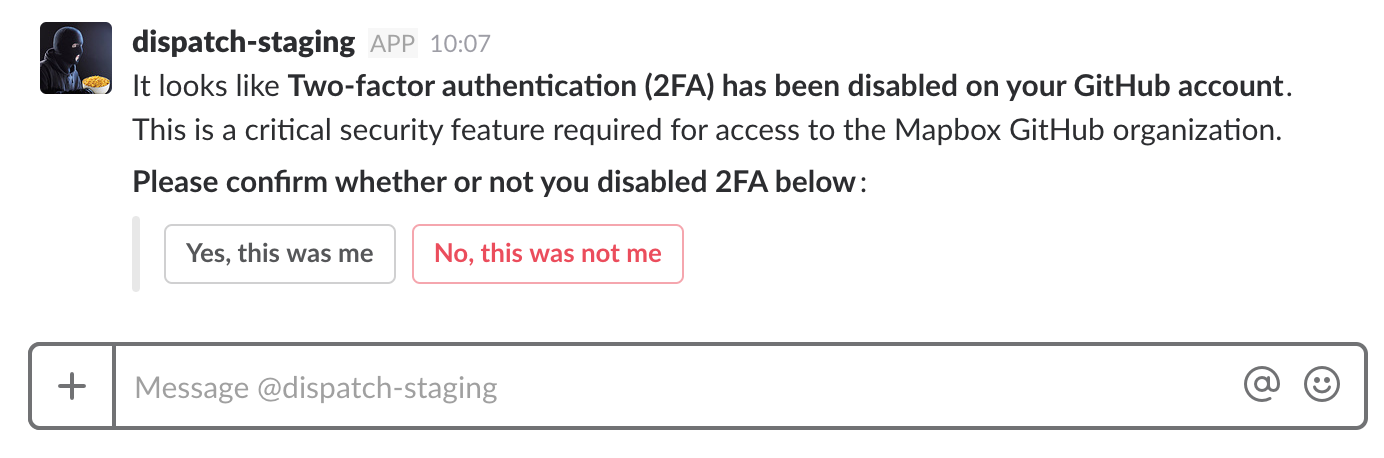 dispatch-staging APP 10:07
It looks like Two-factor authentication (2FA) has been disabled on your GitHub account.
This is a critical security feature required for access to the Mapbox GitHub organization.
Please confirm whether or not you disabled 2FA below:
Yes, this was me No, this was not me
Message @dispatch-staging